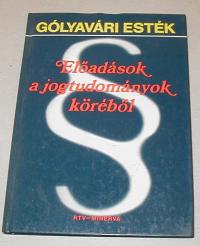 GÓLYAVÁRI ESTÉK
Előadások
a jogtudományok
köréből
RTV–MINERVA